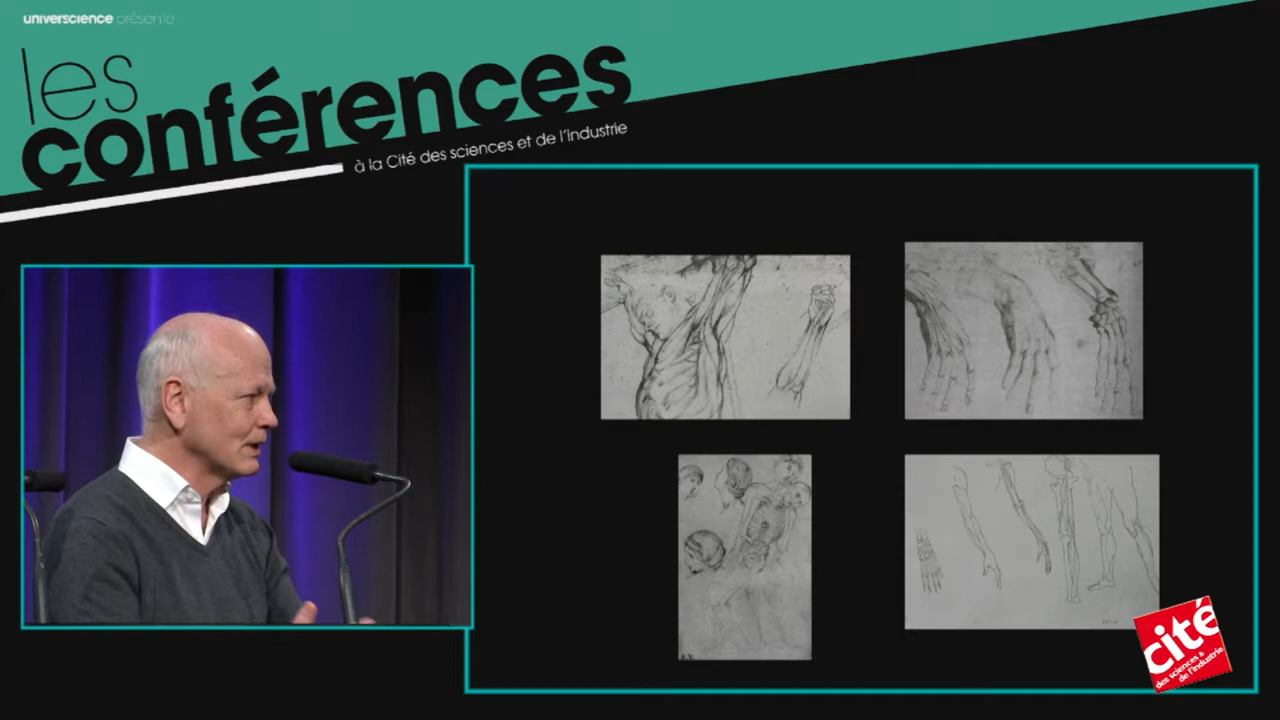 universcience présente
les
conférences
à la Cité des sciences et de l'industrie
cité
des sciences &
de l'industrie